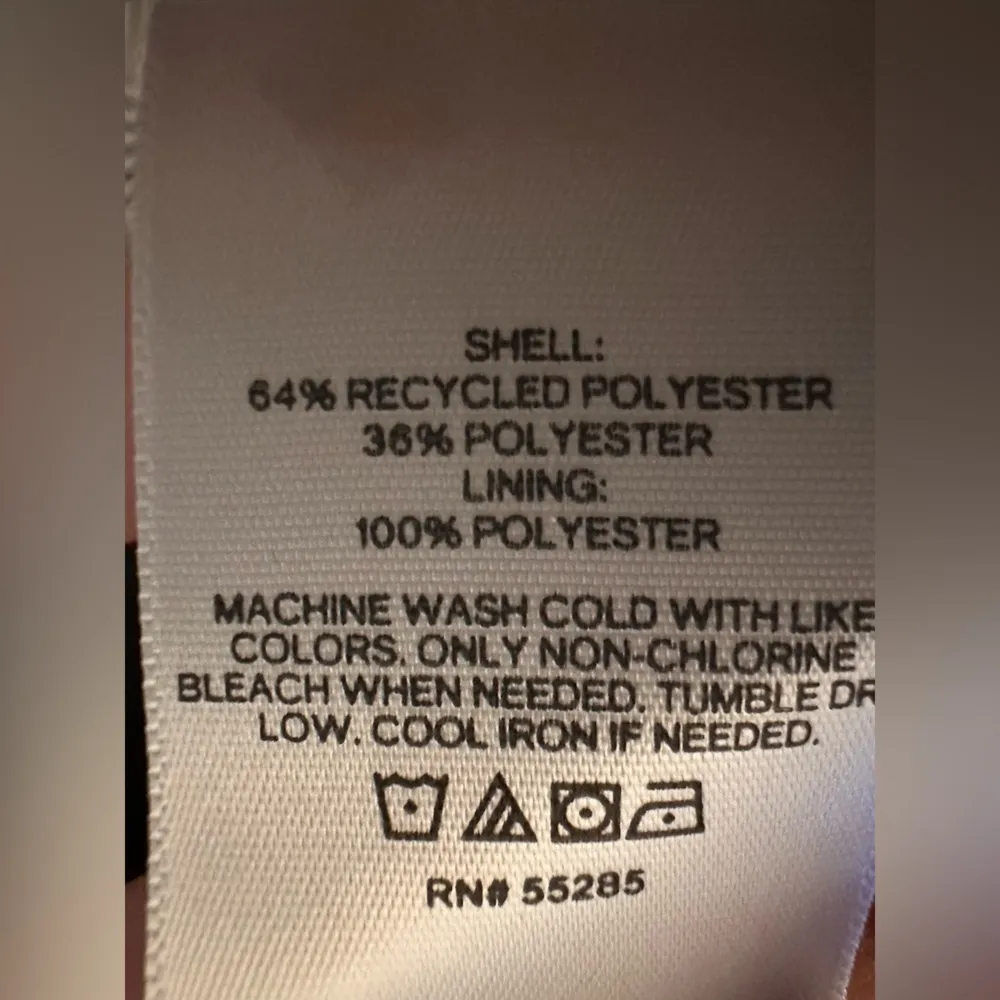 SHELL:
64% RECYCLED POLYESTER
36% POLYESTER
LINING:
100% POLYESTER
MACHINE WASH COLD WITH LIKE
COLORS. ONLY NON-CHLORINE
BLEACH WHEN NEEDED. TUMBLE DR
LOW. COOL IRON IF NEEDED.
RN# 55285